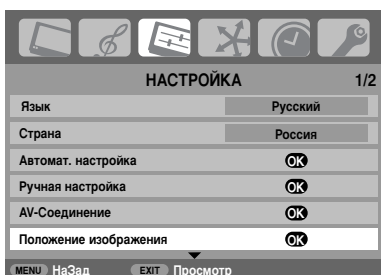 НАСТРОЙКА 1/2
Язык Русский
Страна Россия
Автомат. настройка OK
Ручная настройка OK
AV-Соединение OK
Положение изображения OK
MENU НаЗад EXIT Просмотр